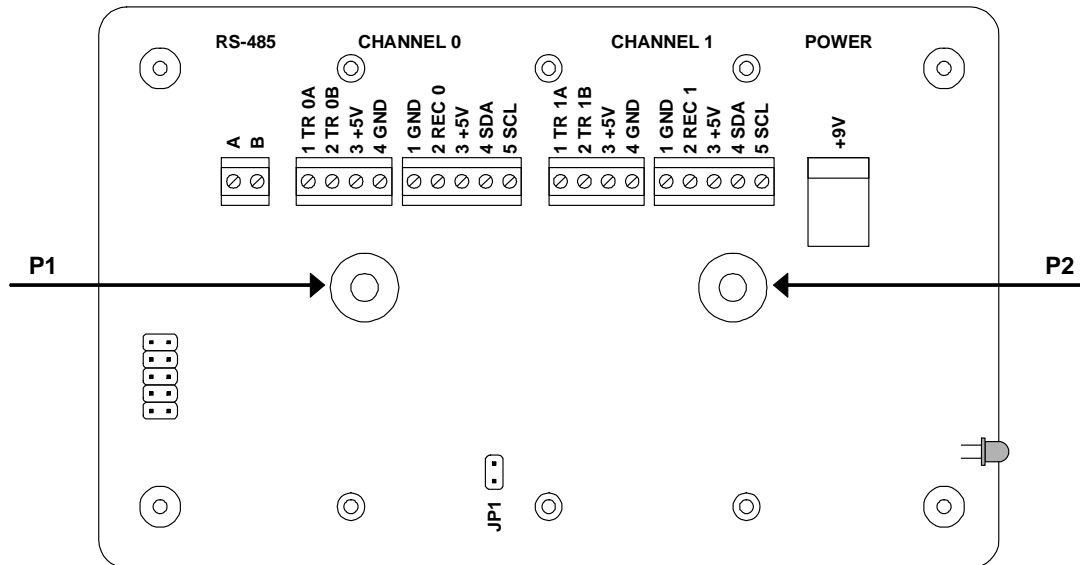 RS-485
CHANNEL 0
CHANNEL 1
POWER
A
B
1 TR 0A
2 TR 0B
3 +5V
4 GND
1 GND
2 REC 0
3 +5V
4 SDA
5 SCL
1 TR 1A
2 TR 1B
3 +5V
4 GND
1 GND
2 REC 1
3 +5V
4 SDA
5 SCL
+9V
P1
P2
JP1